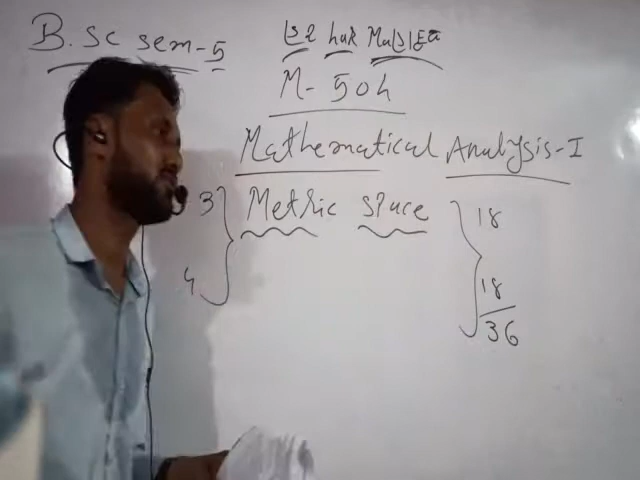 B.Sc sem-5
M-504
Mathematical Analysis-I
3 Metric space 18
4 18
36